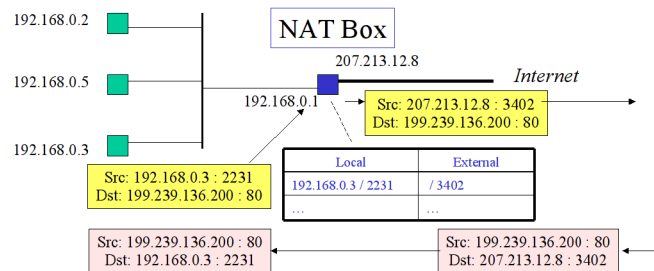 192.168.0.2
NAT Box
207.213.12.8
192.168.0.5
Internet
192.168.0.1
Src: 207.213.12.8 : 3402
Dst: 199.239.136.200 : 80
192.168.0.3
Src: 192.168.0.3 : 2231
Dst: 199.239.136.200 : 80
Local External
192.168.0.3 / 2231 / 3402
… …
Src: 199.239.136.200 : 80
Dst: 192.168.0.3 : 2231
Src: 199.239.136.200 : 80
Dst: 207.213.12.8 : 3402